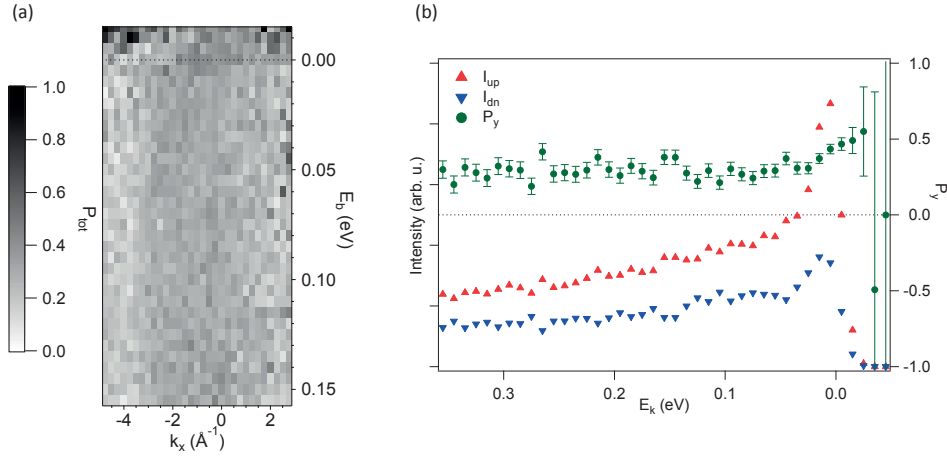 (a)
1.0
0.8
0.6
0.4
0.2
0.0
P_tot
0.00
0.05
0.10
0.15
E_b (eV)
-4
-2
0
2
k_x (Å⁻¹)
(b)
I_up
I_dn
P_y
Intensity (arb. u.)
1.0
0.5
0.0
-0.5
-1.0
P_y
0.3
0.2
0.1
0.0
E_k (eV)